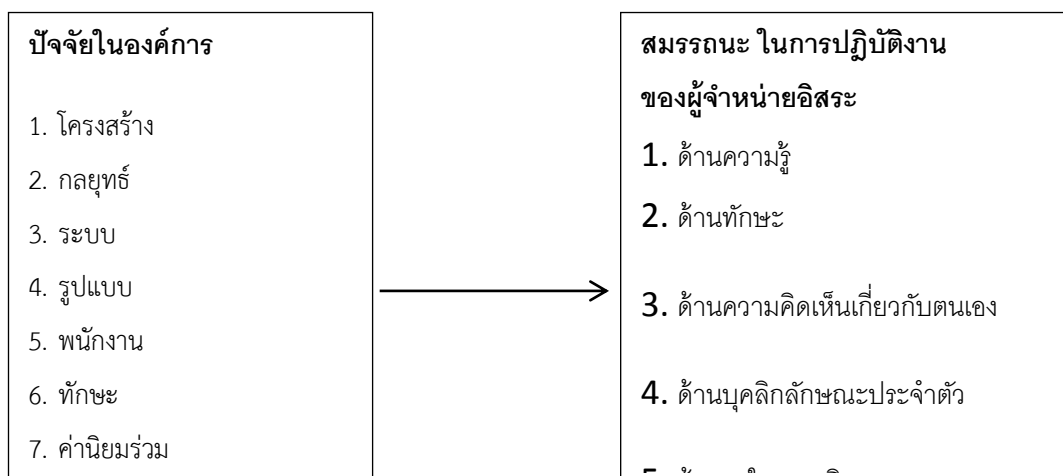 ปัจจัยในองค์การ
1. โครงสร้าง
2. กลยุทธ์
3. ระบบ
4. รูปแบบ
5. พนักงาน
6. ทักษะ
7. ค่านิยมร่วม
สมรรถนะ ในการปฏิบัติงาน
ของผู้จำหน่ายอิสระ
1. ด้านความรู้
2. ด้านทักษะ
3. ด้านความคิดเห็นเกี่ยวกับตนเอง
4. ด้านบุคลิกลักษณะประจำตัว